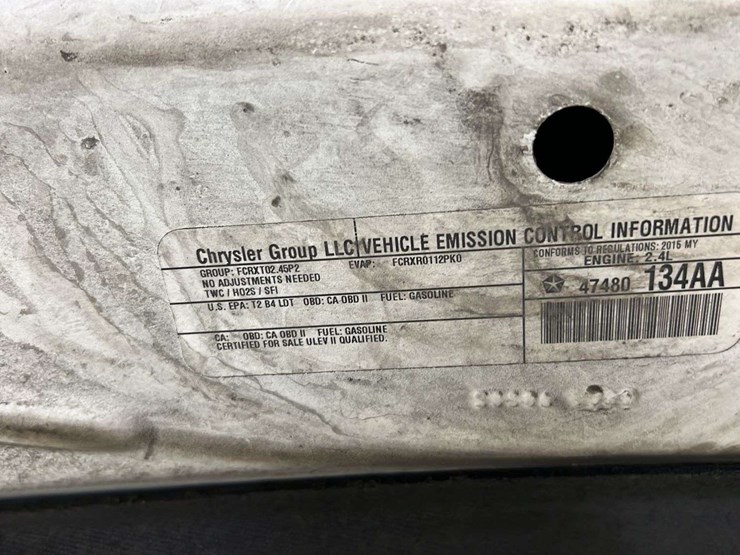 Chrysler Group LLC VEHICLE EMISSION CONTROL INFORMATION
GROUP: FCRXT02.45P2 EVAP: FCRXR0112PK0
NO ADJUSTMENTS NEEDED
TWC / HO2S / SFI
U.S. EPA: T2 B4 LDT OBD: CA OBD II FUEL: GASOLINE
CA: OBD: CA OBD II FUEL: GASOLINE
CERTIFIED FOR SALE ULEV II QUALIFIED.
CONFORMS TO REGULATIONS: 2015 MY
ENGINE: 2.4L
47480 134AA